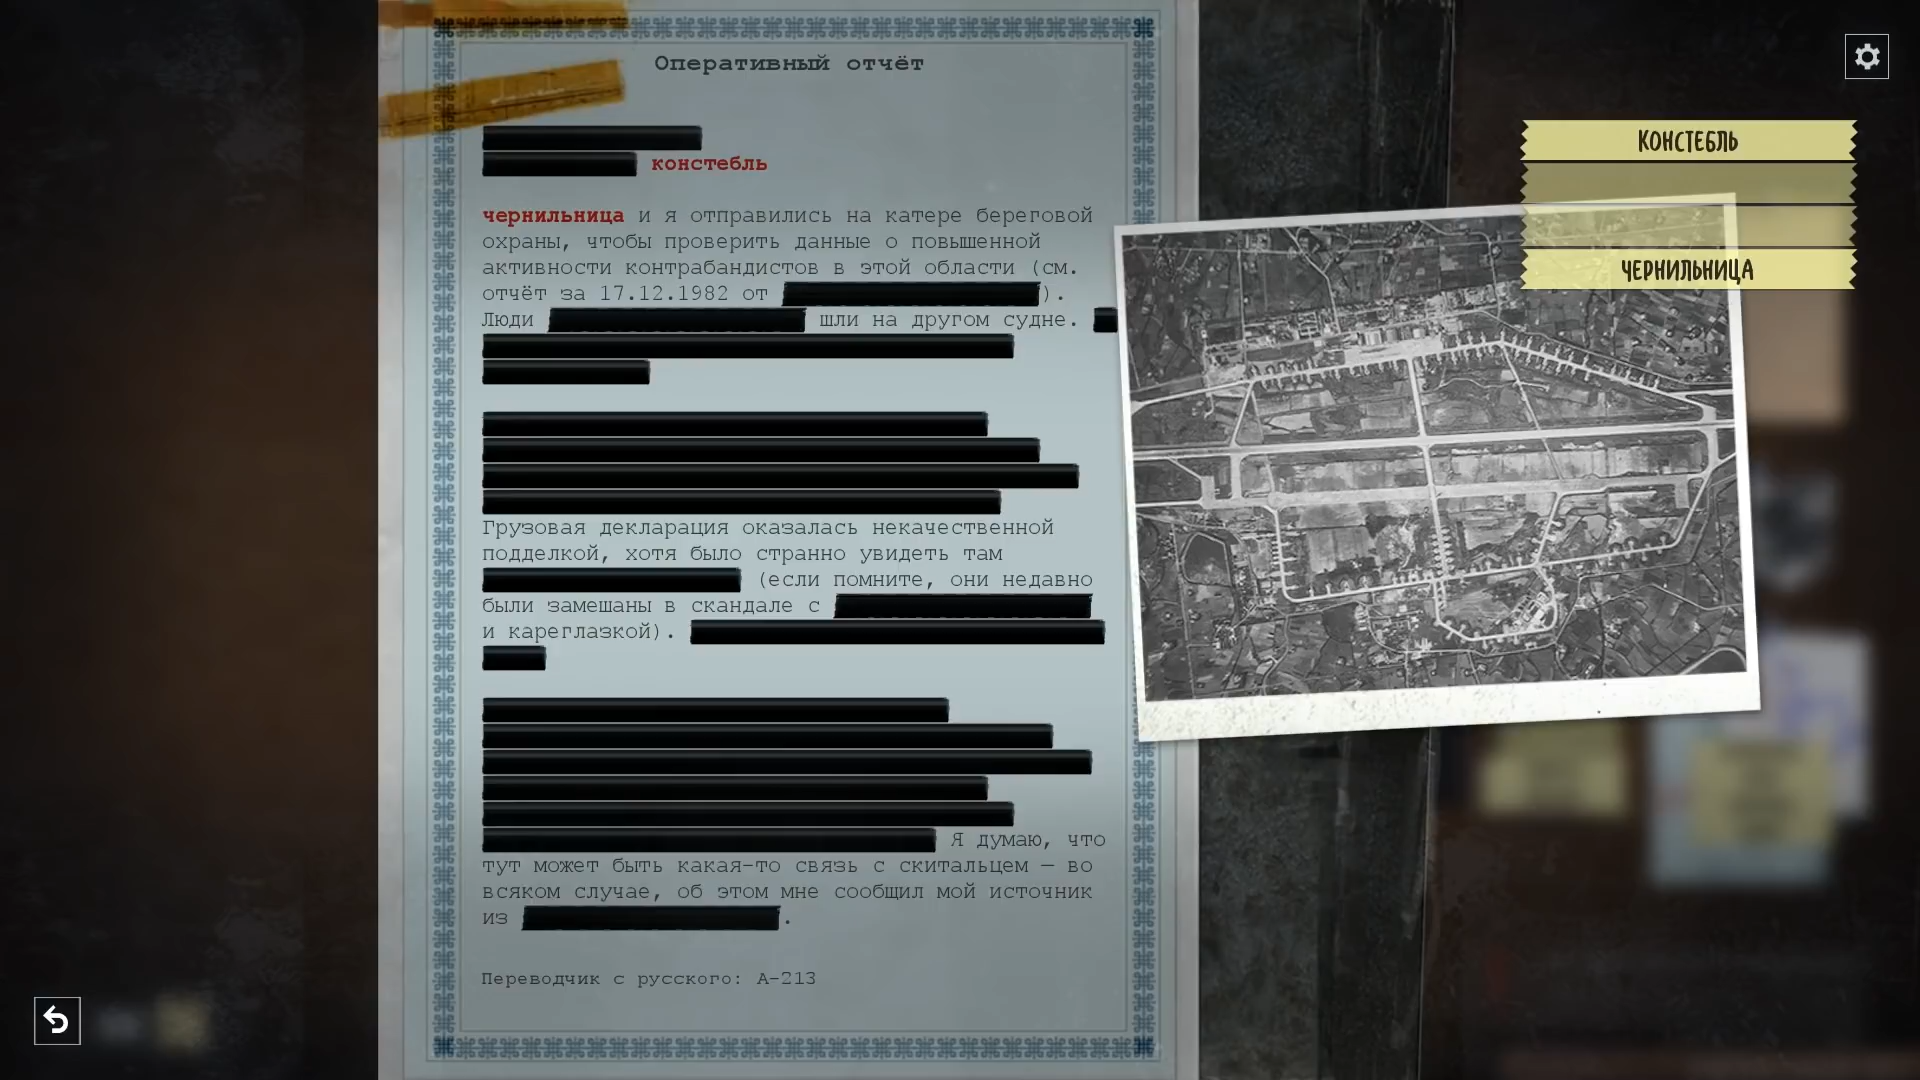 Оперативный отчёт
констебль
чернильница и я отправились на катере береговой
охраны, чтобы проверить данные о повышенной
активности контрабандистов в этой области (см.
отчёт за 17.12.1982 от ).
Люди шли на другом судне.
Грузовая декларация оказалась некачественной
подделкой, хотя было странно увидеть там
(если помните, они недавно
были замешаны в скандале с
и кареглазкой).
Я думаю, что
тут может быть какая-то связь с скитальцем — во
всяком случае, об этом мне сообщил мой источник
из .
Переводчик с русского: А-213
КОНСТЕБЛЬ
ЧЕРНИЛЬНИЦА